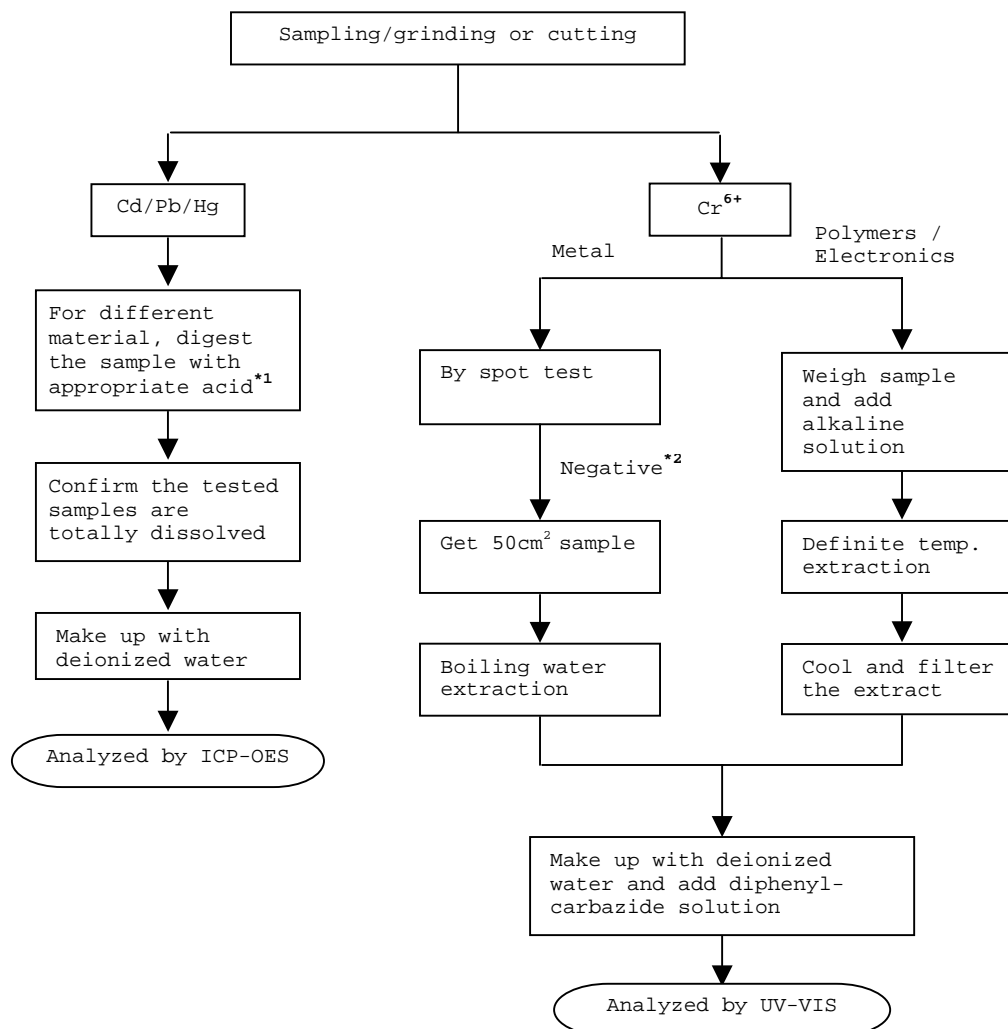 Sampling/grinding or cutting
Cd/Pb/Hg
For different
material, digest
the sample with
appropriate acid*1
Confirm the tested
samples are
totally dissolved
Make up with
deionized water
Analyzed by ICP-OES
Cr6+
Metal
By spot test
Negative*2
Get 50cm2 sample
Boiling water
extraction
Polymers /
Electronics
Weigh sample
and add
alkaline
solution
Definite temp.
extraction
Cool and filter
the extract
Make up with deionized
water and add diphenyl-
carbazide solution
Analyzed by UV-VIS